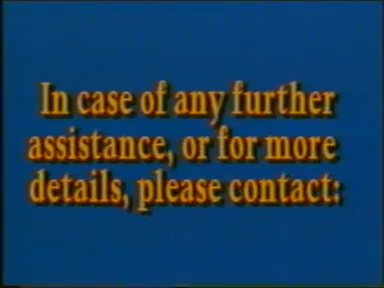 In case of any further
assistance, or for more
details, please contact: